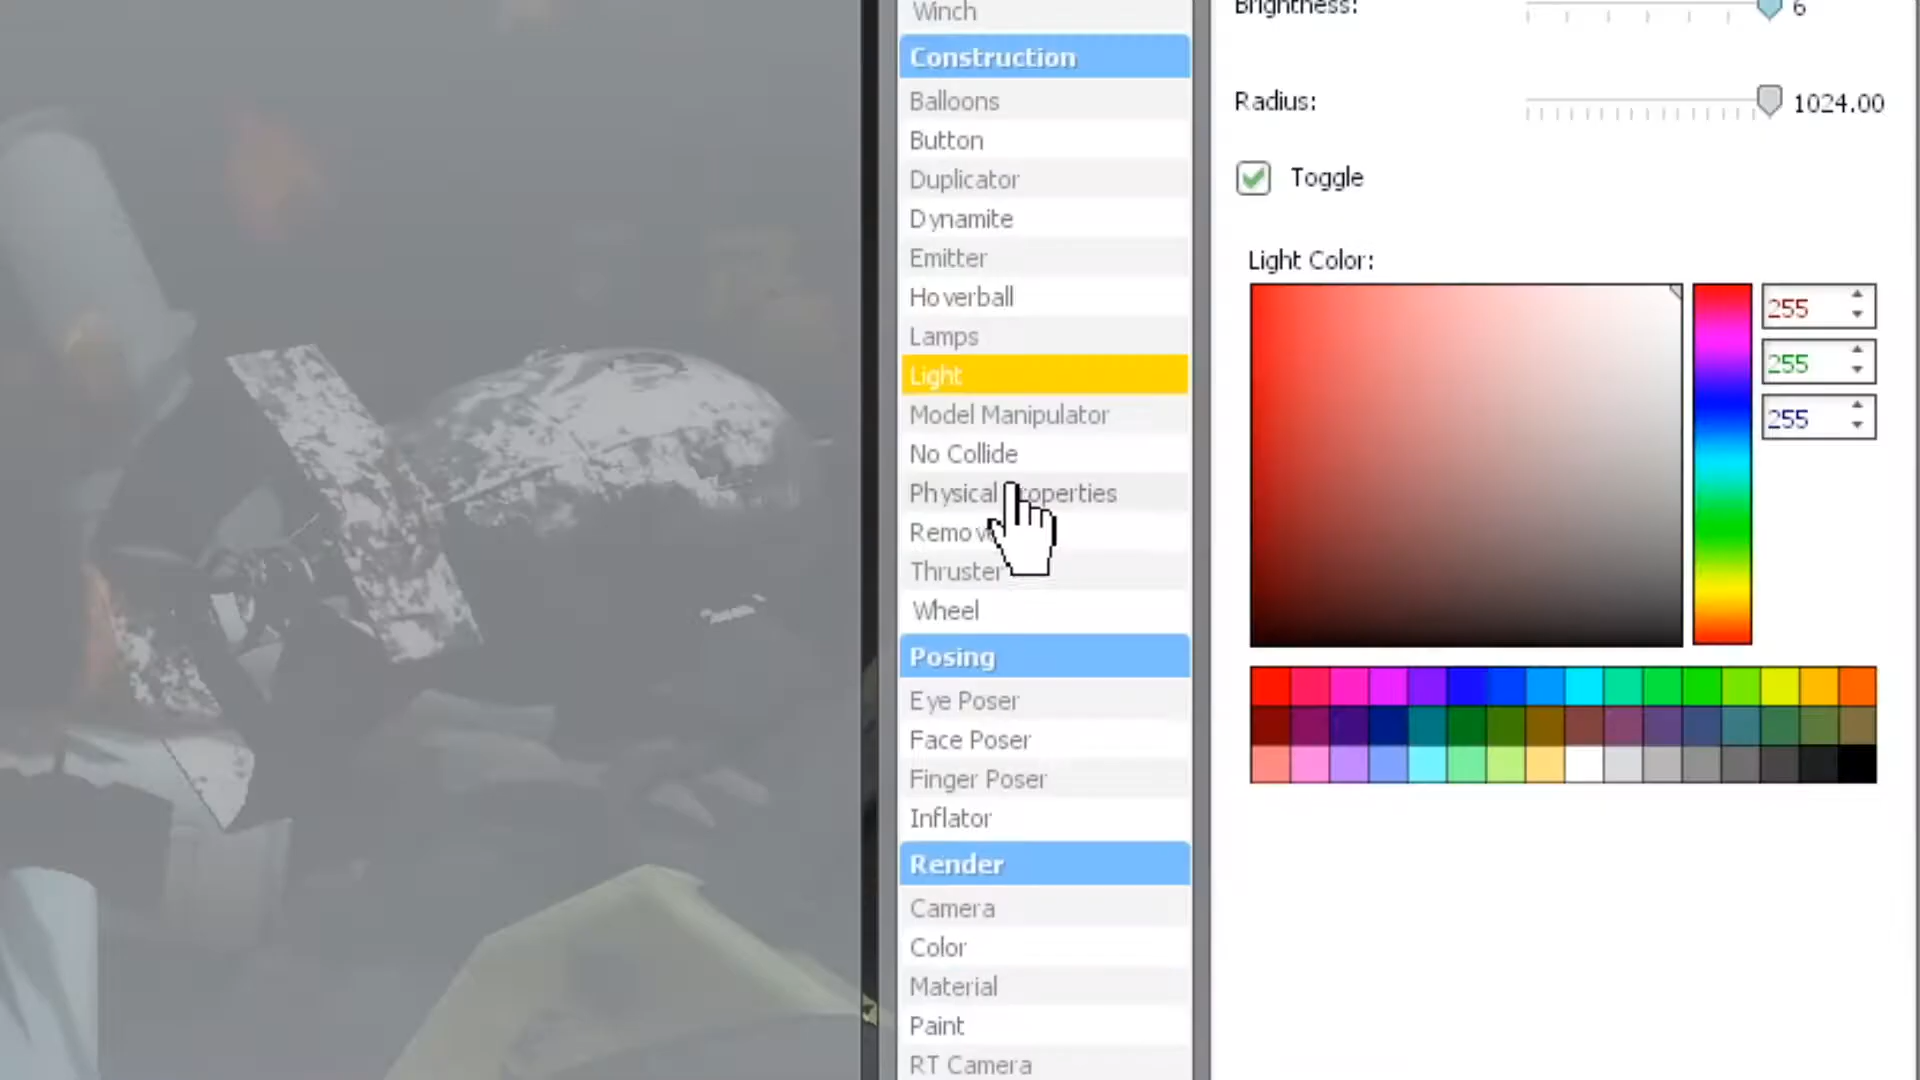 Winch
Construction
Balloons
Button
Duplicator
Dynamite
Emitter
Hoverball
Lamps
Light
Model Manipulator
No Collide
Physical Properties
Remover
Thruster
Wheel
Posing
Eye Poser
Face Poser
Finger Poser
Inflator
Render
Camera
Color
Material
Paint
RT Camera
Brightness: 6
Radius: 1024.00
Toggle
Light Color:
255
255
255